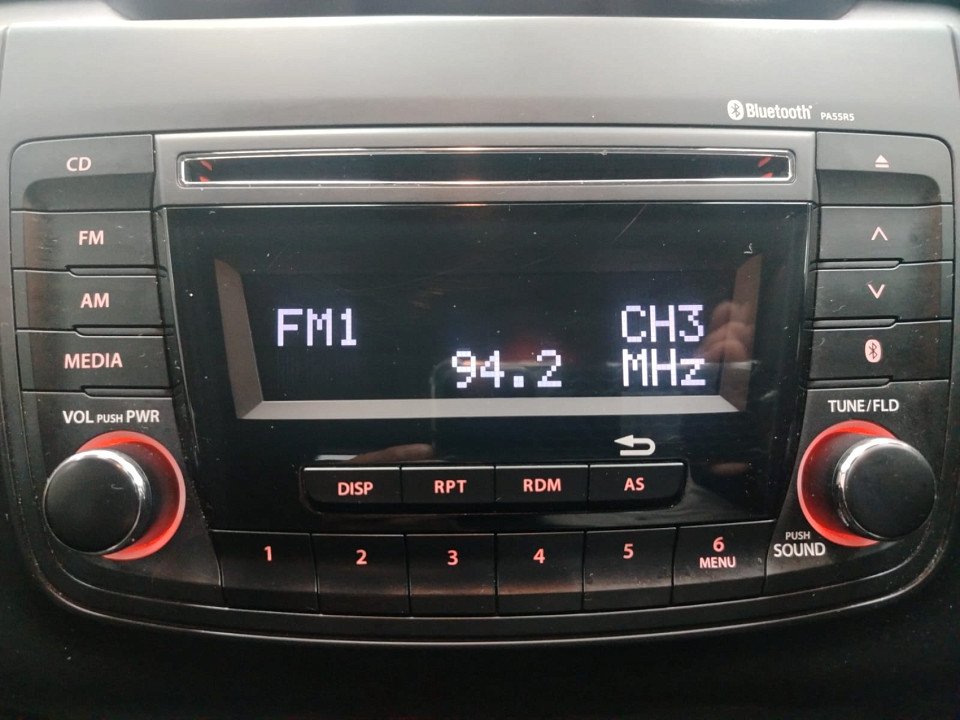 Bluetooth PA55R5
CD
FM
AM
MEDIA
FM1 CH3
94.2 MHz
VOL PUSH PWR
TUNE/FLD
DISP RPT RDM AS
1 2 3 4 5 6
MENU
PUSH
SOUND